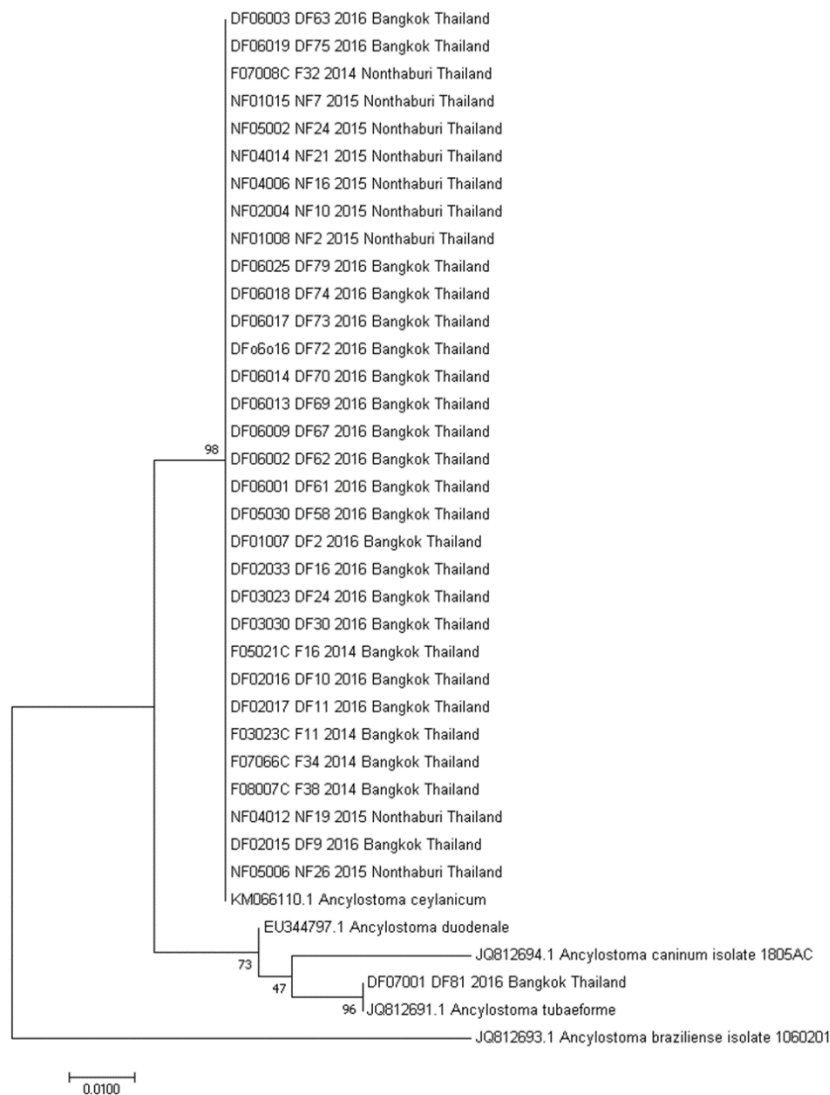 DF06003 DF63 2016 Bangkok Thailand
DF06019 DF75 2016 Bangkok Thailand
F07008C F32 2014 Nonthaburi Thailand
NF01015 NF7 2015 Nonthaburi Thailand
NF05002 NF24 2015 Nonthaburi Thailand
NF04014 NF21 2015 Nonthaburi Thailand
NF04006 NF16 2015 Nonthaburi Thailand
NF02004 NF10 2015 Nonthaburi Thailand
NF01008 NF2 2015 Nonthaburi Thailand
DF06025 DF79 2016 Bangkok Thailand
DF06018 DF74 2016 Bangkok Thailand
DF06017 DF73 2016 Bangkok Thailand
DFo6o16 DF72 2016 Bangkok Thailand
DF06014 DF70 2016 Bangkok Thailand
DF06013 DF69 2016 Bangkok Thailand
DF06009 DF67 2016 Bangkok Thailand
98
DF06002 DF62 2016 Bangkok Thailand
DF06001 DF61 2016 Bangkok Thailand
DF05030 DF58 2016 Bangkok Thailand
DF01007 DF2 2016 Bangkok Thailand
DF02033 DF16 2016 Bangkok Thailand
DF03023 DF24 2016 Bangkok Thailand
DF03030 DF30 2016 Bangkok Thailand
F05021C F16 2014 Bangkok Thailand
DF02016 DF10 2016 Bangkok Thailand
DF02017 DF11 2016 Bangkok Thailand
F03023C F11 2014 Bangkok Thailand
F07066C F34 2014 Bangkok Thailand
F08007C F38 2014 Bangkok Thailand
NF04012 NF19 2015 Nonthaburi Thailand
DF02015 DF9 2016 Bangkok Thailand
NF05006 NF26 2015 Nonthaburi Thailand
KM066110.1 Ancylostoma ceylanicum
EU344797.1 Ancylostoma duodenale
JQ812694.1 Ancylostoma caninum isolate 1805AC
73
DF07001 DF81 2016 Bangkok Thailand
47
96
JQ812691.1 Ancylostoma tubaeforme
JQ812693.1 Ancylostoma braziliense isolate 1060201
0.0100